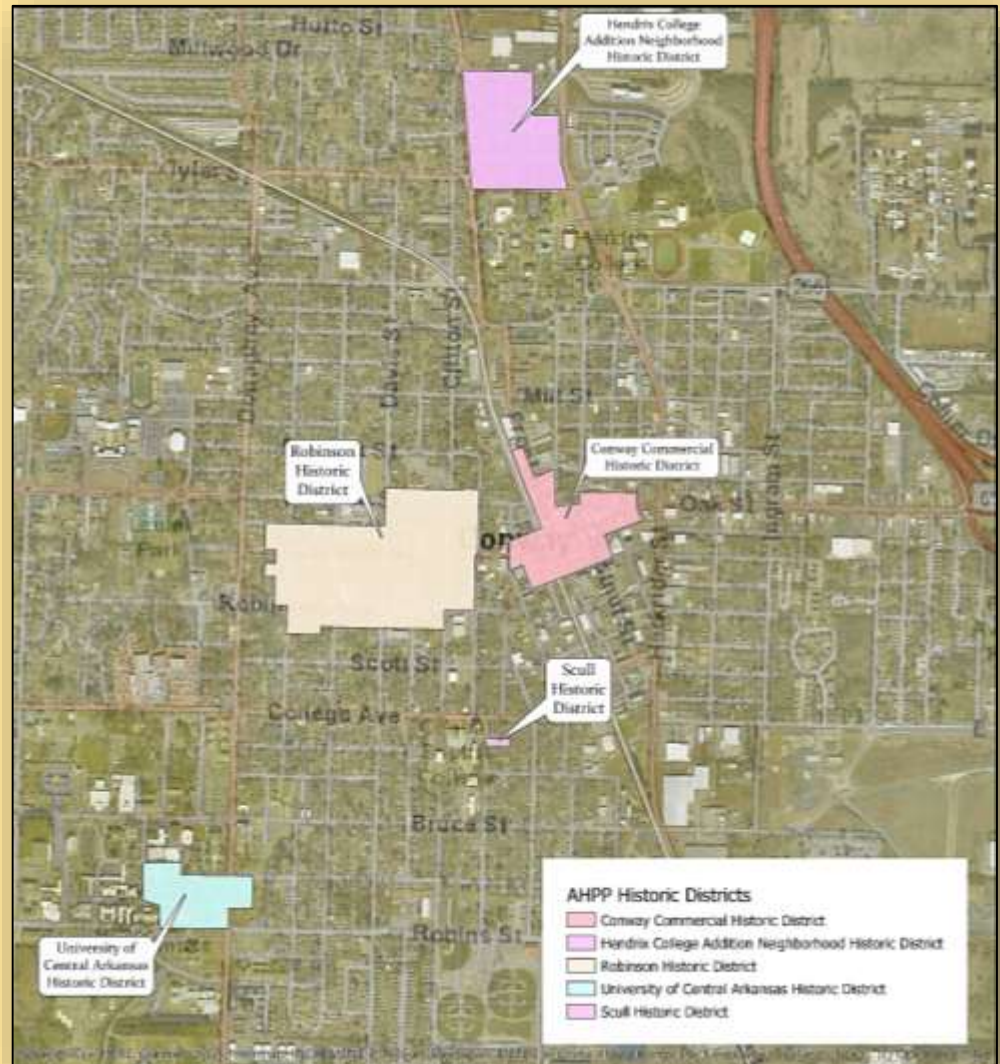 Hutto St
Millwood Dr
Hendrix College
Addition Neighborhood
Historic District
Tyler St
Clifton St
Davis St
Mill St
Robinson
Historic
District
Conway Commercial
Historic District
Oak St
Park
Scott St
College Ave
Scull
Historic
District
Bruce St
Robins St
University of
Central Arkansas
Historic District
AHPP Historic Districts
Conway Commercial Historic District
Hendrix College Addition Neighborhood Historic District
Robinson Historic District
University of Central Arkansas Historic District
Scull Historic District